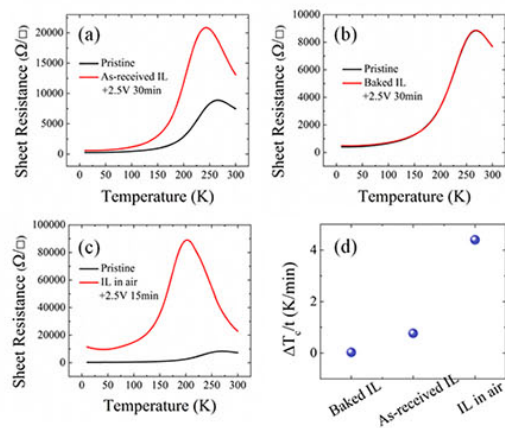 (a)
Pristine
As-received IL
+2.5V 30min
Sheet Resistance (Ω/□)
20000
15000
10000
5000
0
0 50 100 150 200 250 300
Temperature (K)
(b)
Pristine
Baked IL
+2.5V 30min
Sheet Resistance (Ω/□)
10000
8000
6000
4000
2000
0
0 50 100 150 200 250 300
Temperature (K)
(c)
Pristine
IL in air
+2.5V 15min
Sheet Resistance (Ω/□)
100000
80000
60000
40000
20000
0
0 50 100 150 200 250 300
Temperature (K)
(d)
ΔTc/t (K/min)
4
2
0
Baked IL
As-received IL
IL in air